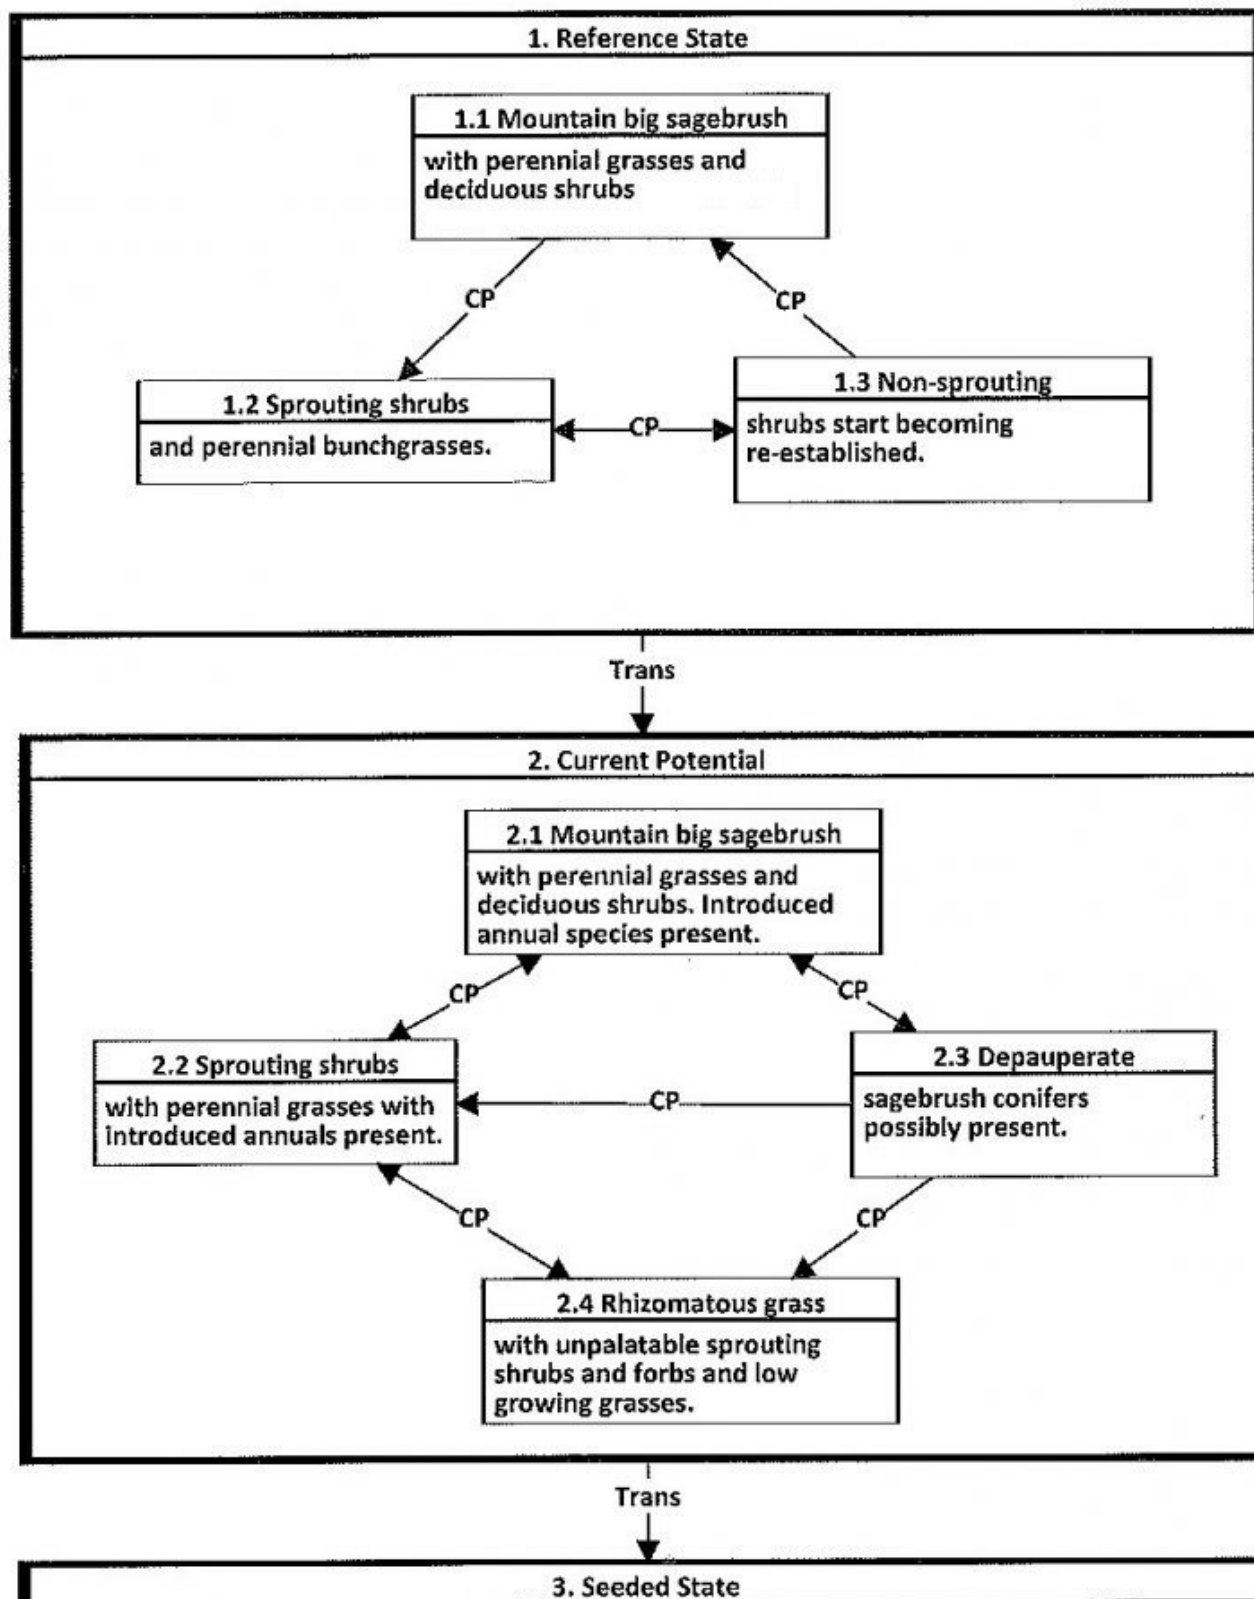 1. Reference State
1.1 Mountain big sagebrush
with perennial grasses and
deciduous shrubs
CP
CP
1.2 Sprouting shrubs
and perennial bunchgrasses.
CP
1.3 Non-sprouting
shrubs start becoming
re-established.
Trans
2. Current Potential
2.1 Mountain big sagebrush
with perennial grasses and
deciduous shrubs. Introduced
annual species present.
CP
CP
2.2 Sprouting shrubs
with perennial grasses with
introduced annuals present.
CP
2.3 Depauperate
sagebrush conifers
possibly present.
CP
CP
2.4 Rhizomatous grass
with unpalatable sprouting
shrubs and forbs and low
growing grasses.
Trans
3. Seeded State